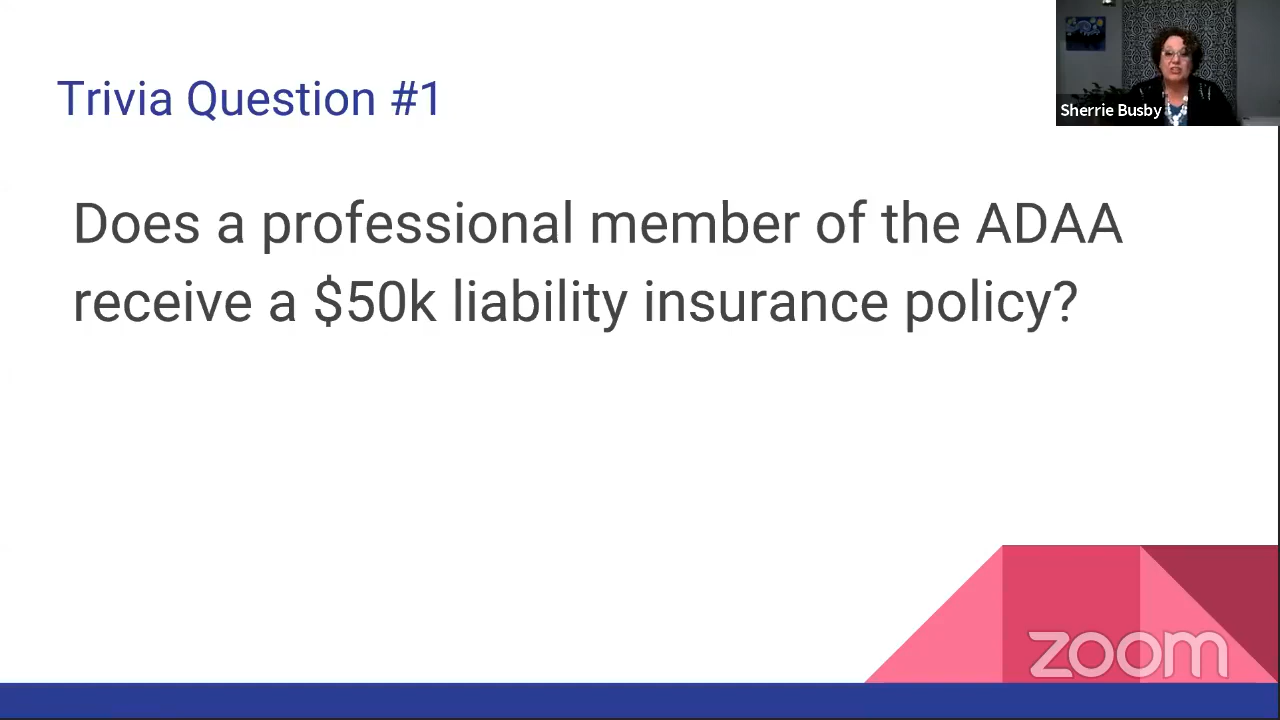 Trivia Question #1
Sherrie Busby
Does a professional member of the ADAA
receive a $50k liability insurance policy?
zoom